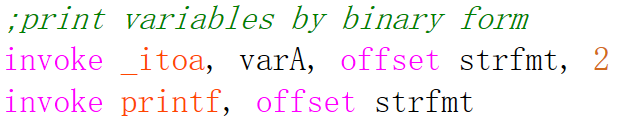 ;print variables by binary form
invoke _itoa, varA, offset strfmt, 2
invoke printf, offset strfmt